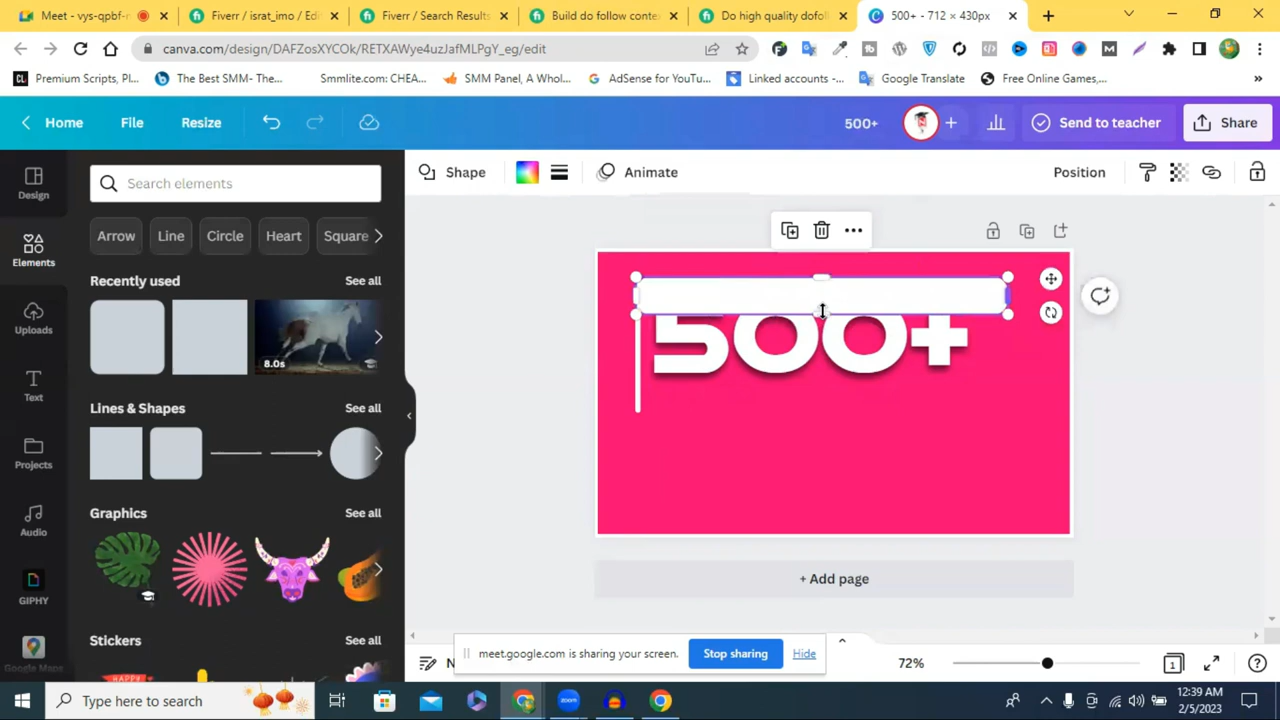 Meet - vys-qpbf-r
Fiverr / israt_imo / Edi
Fiverr / Search Results
Build do follow conte
Do high quality dofol
500+ - 712 × 430px
canva.com/design/DAFZosXYCOk/RETXAWye4uzJafMLPgY_eg/edit
Premium Scripts, Pl...
The Best SMM- The...
Smmlite.com: CHEA...
SMM Panel, A Whol...
AdSense for YouTu...
Linked accounts -...
Google Translate
Free Online Games,...
»
Home
File
Resize
500+
Send to teacher
Share
Design
Elements
Uploads
Text
Projects
Audio
GIPHY
Google Maps
Search elements
Arrow
Line
Circle
Heart
Square
Recently used
See all
8.0s
Lines & Shapes
See all
Graphics
See all
Stickers
See all
HAPPY
Shape
Animate
Position
500+
+ Add page
meet.google.com is sharing your screen.
Stop sharing
Hide
N
72%
1
Type here to search
12:39 AM
2/5/2023